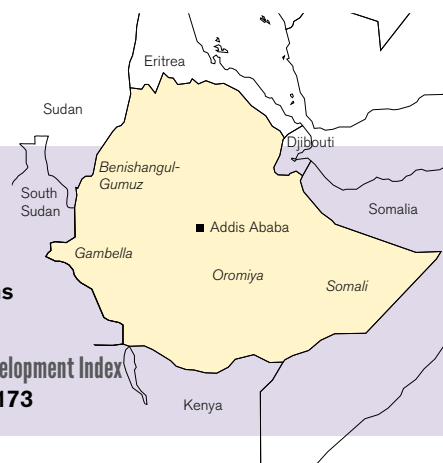 Eritrea
Sudan
Djibouti
Benishangul-
Gumuz
South
Sudan
Somalia
Addis Ababa
Gambella
Oromiya
Somali
s
elopment Index
173
Kenya